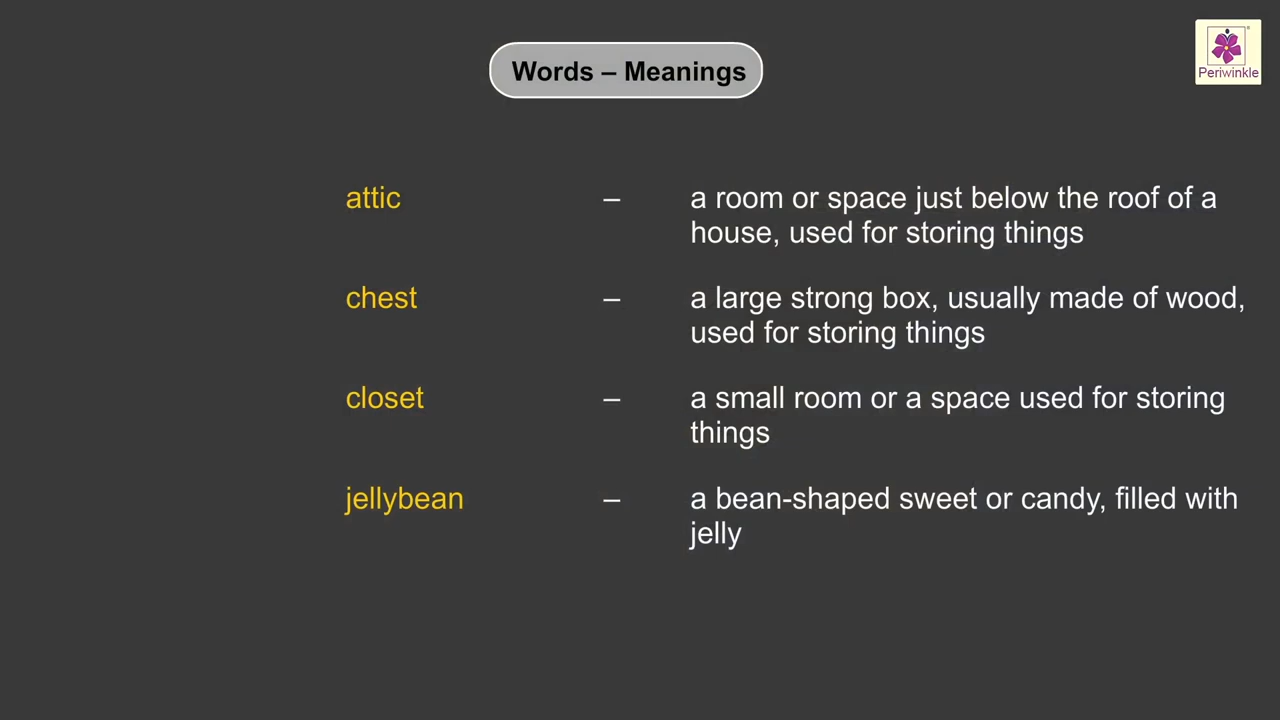 Words – Meanings
Periwinkle
attic – a room or space just below the roof of a
house, used for storing things
chest – a large strong box, usually made of wood,
used for storing things
closet – a small room or a space used for storing
things
jellybean – a bean-shaped sweet or candy, filled with
jelly